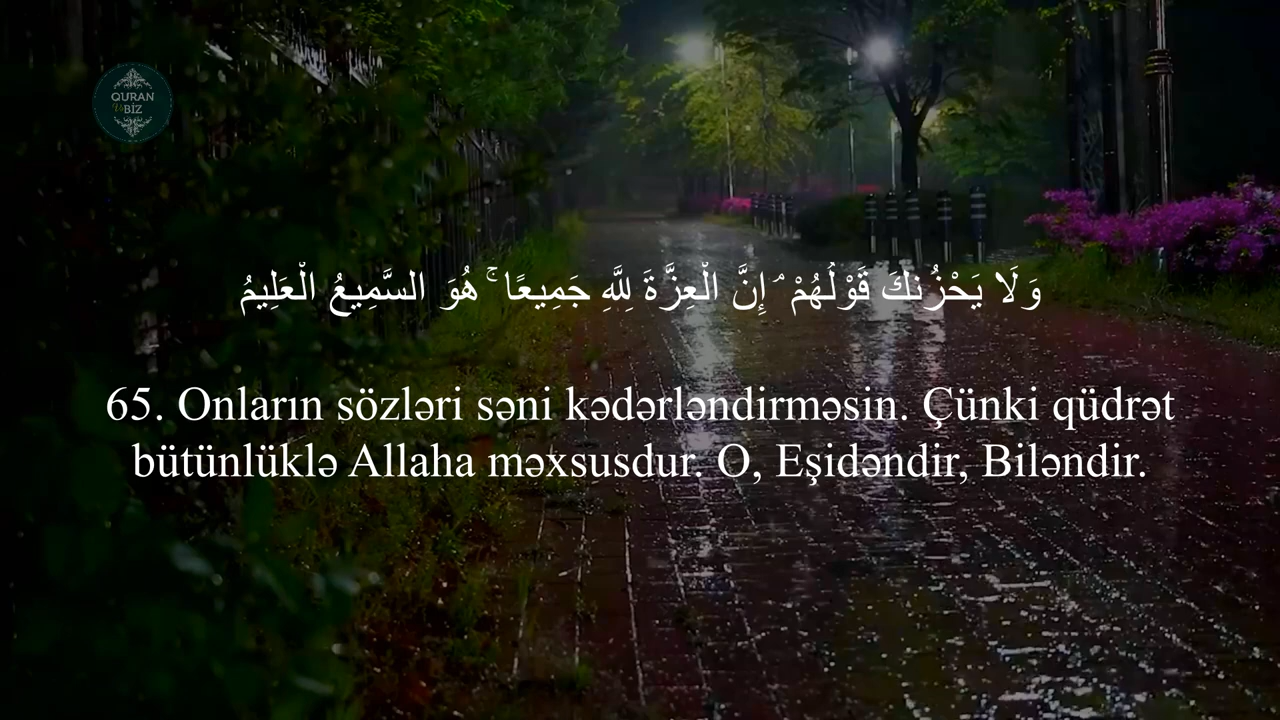 QURAN
Və
BİZ
وَلَا يَحْزُنكَ قَوْلُهُمْ ۘ إِنَّ الْعِزَّةَ لِلَّهِ جَمِيعًا ۚ هُوَ السَّمِيعُ الْعَلِيمُ
65. Onların sözləri səni kədərləndirməsin. Çünki qüdrət
bütünlüklə Allaha məxsusdur. O, Eşidəndir, Biləndir.